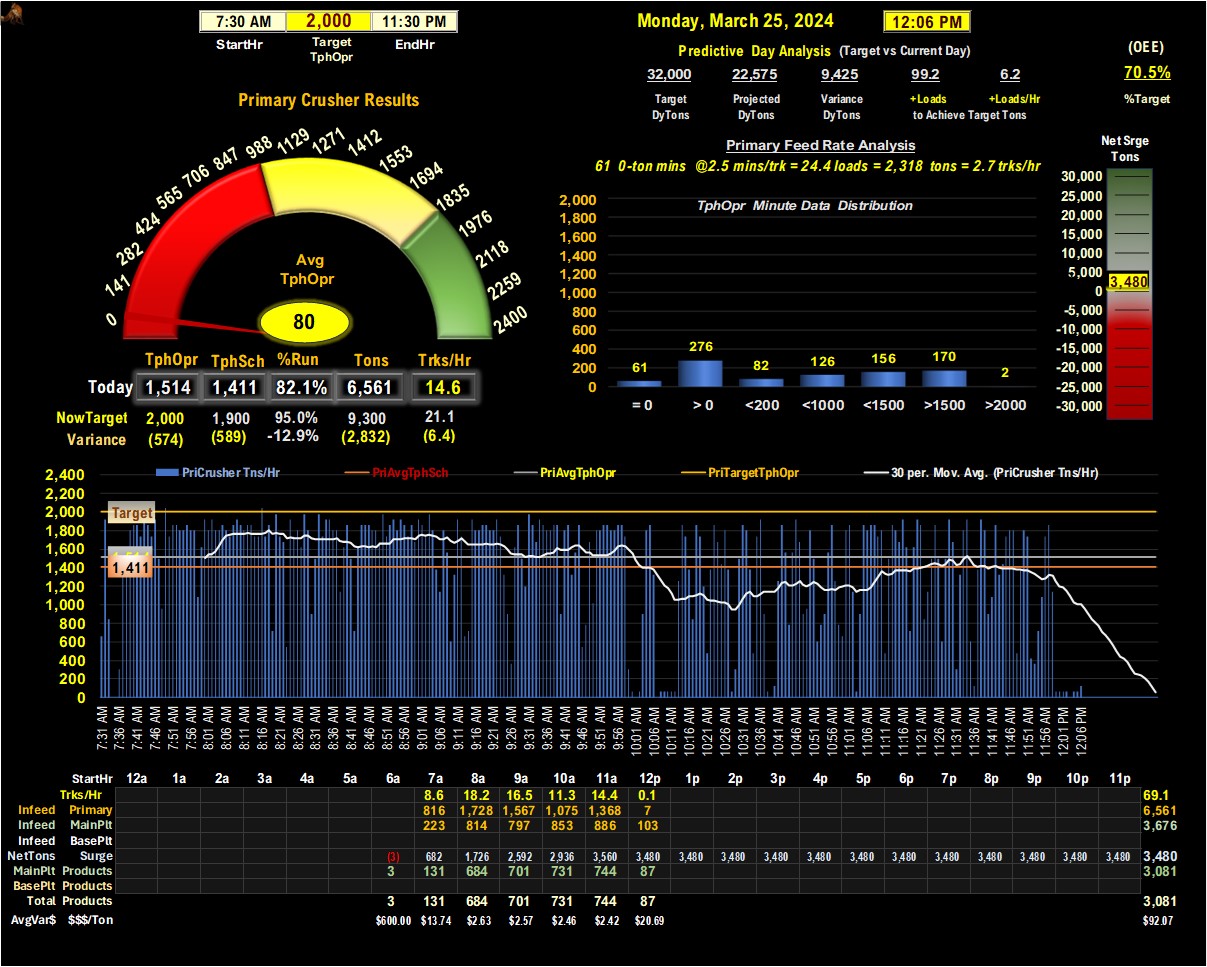 7:30 AM 2,000 11:30 PM
StartHr Target TphOpr EndHr
Monday, March 25, 2024 12:06 PM
Predictive Day Analysis (Target vs Current Day)
32,000 22,575 9,425 99.2 6.2
Target DyTons Projected DyTons Variance DyTons +Loads +Loads/Hr
to Achieve Target Tons
(OEE)
70.5%
%Target
Primary Crusher Results
0 141 282 424 565 706 847 988 1129 1271 1412 1553 1694 1835 1976 2118 2259 2400
Avg
TphOpr
80
TphOpr TphSch %Run Tons Trks/Hr
Today 1,514 1,411 82.1% 6,561 14.6
NowTarget 2,000 1,900 95.0% 9,300 21.1
Variance (574) (589) -12.9% (2,832) (6.4)
Primary Feed Rate Analysis
61 0-ton mins @2.5 mins/trk = 24.4 loads = 2,318 tons = 2.7 trks/hr
TphOpr Minute Data Distribution
2,000
1,800
1,600
1,400
1,200
1,000
800
600
400
200
0
61 276 82 126 156 170 2
= 0 > 0 <200 <1000 <1500 >1500 >2000
Net Srge
Tons
30,000
25,000
20,000
15,000
10,000
5,000
3,480
0
-5,000
-10,000
-15,000
-20,000
-25,000
-30,000
PriCrusher Tns/Hr PriAvgTphSch PriAvgTphOpr PriTargetTphOpr 30 per. Mov. Avg. (PriCrusher Tns/Hr)
2,400
2,200
2,000
1,800
1,600
1,400
1,200
1,000
800
600
400
200
0
Target
1,411
7:31 AM 7:36 AM 7:41 AM 7:46 AM 7:51 AM 7:56 AM 8:01 AM 8:06 AM 8:11 AM 8:16 AM 8:21 AM 8:26 AM 8:31 AM 8:36 AM 8:41 AM 8:46 AM 8:51 AM 8:56 AM 9:01 AM 9:06 AM 9:11 AM 9:16 AM 9:21 AM 9:26 AM 9:31 AM 9:36 AM 9:41 AM 9:46 AM 9:51 AM 9:56 AM 10:01 AM 10:06 AM 10:11 AM 10:16 AM 10:21 AM 10:26 AM 10:31 AM 10:36 AM 10:41 AM 10:46 AM 10:51 AM 10:56 AM 11:01 AM 11:06 AM 11:11 AM 11:16 AM 11:21 AM 11:26 AM 11:31 AM 11:36 AM 11:41 AM 11:46 AM 11:51 AM 11:56 AM 12:01 PM 12:06 PM
StartHr 12a 1a 2a 3a 4a 5a 6a 7a 8a 9a 10a 11a 12p 1p 2p 3p 4p 5p 6p 7p 8p 9p 10p 11p
Trks/Hr 8.6 18.2 16.5 11.3 14.4 0.1 69.1
Infeed Primary 816 1,728 1,567 1,075 1,368 7 6,561
Infeed MainPlt 223 814 797 853 886 103 3,676
Infeed BasePlt
NetTons Surge (3) 682 1,726 2,592 2,936 3,560 3,480 3,480 3,480 3,480 3,480 3,480 3,480 3,480 3,480 3,480 3,480 3,480 3,480
MainPlt Products 3 131 684 701 731 744 87 3,081
BasePlt Products
Total Products 3 131 684 701 731 744 87 3,081
AvgVar$ $$$/Ton $600.00 $13.74 $2.63 $2.57 $2.46 $2.42 $20.69 $92.07